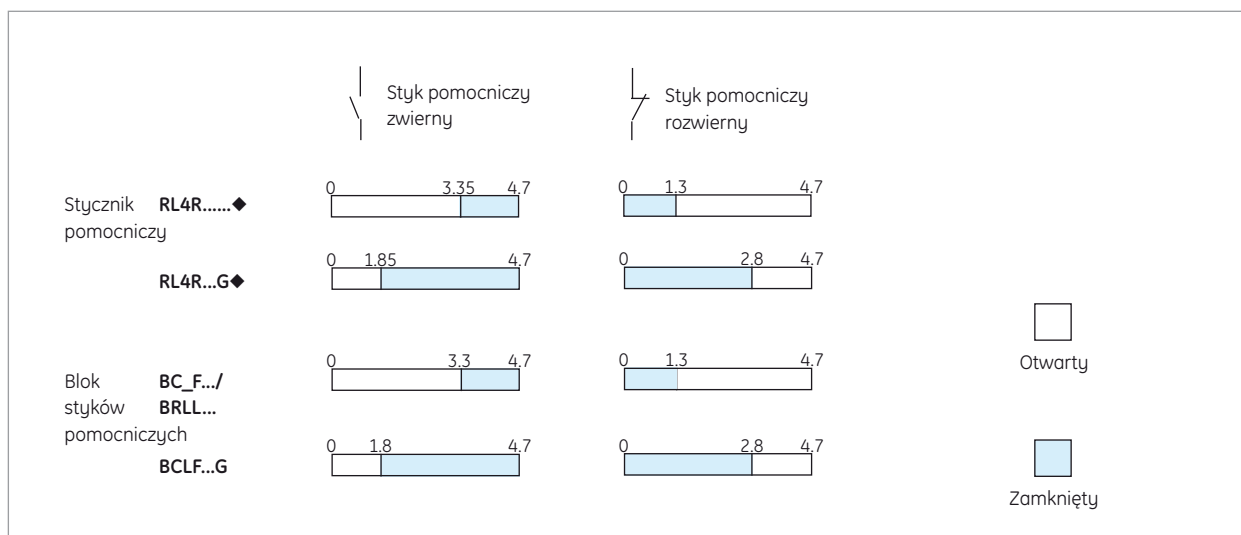 Styk pomocniczy
zwierny
Styk pomocniczy
rozwierny
Stycznik RL4R......◆
pomocniczy
0 3.35 4.7
0 1.3 4.7
RL4R...G◆
0 1.85 4.7
0 2.8 4.7
Blok BC_F.../
styków BRLL...
pomocniczych
0 3.3 4.7
0 1.3 4.7
BCLF...G
0 1.8 4.7
0 2.8 4.7
Otwarty
Zamknięty